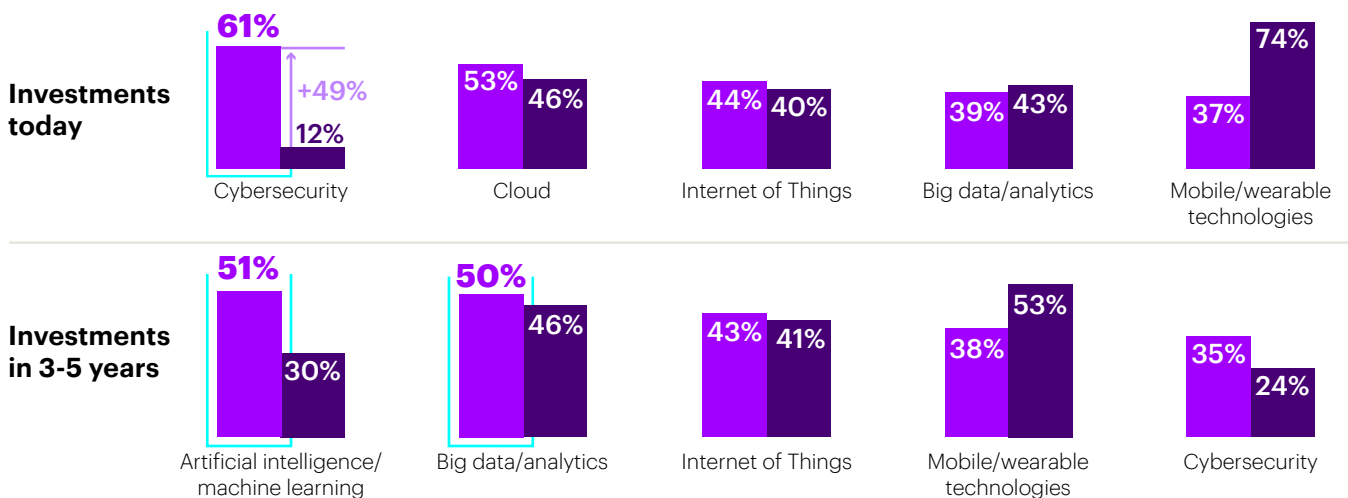 61%
74%
Investments
today
+49%
12%
53%
46%
44%
40%
39%
43%
37%
Cybersecurity
Cloud
Internet of Things
Big data/analytics
Mobile/wearable
technologies
51%
50%
Investments
in 3-5 years
30%
46%
43%
41%
38%
53%
35%
24%
Artificial intelligence/
machine learning
Big data/analytics
Internet of Things
Mobile/wearable
technologies
Cybersecurity